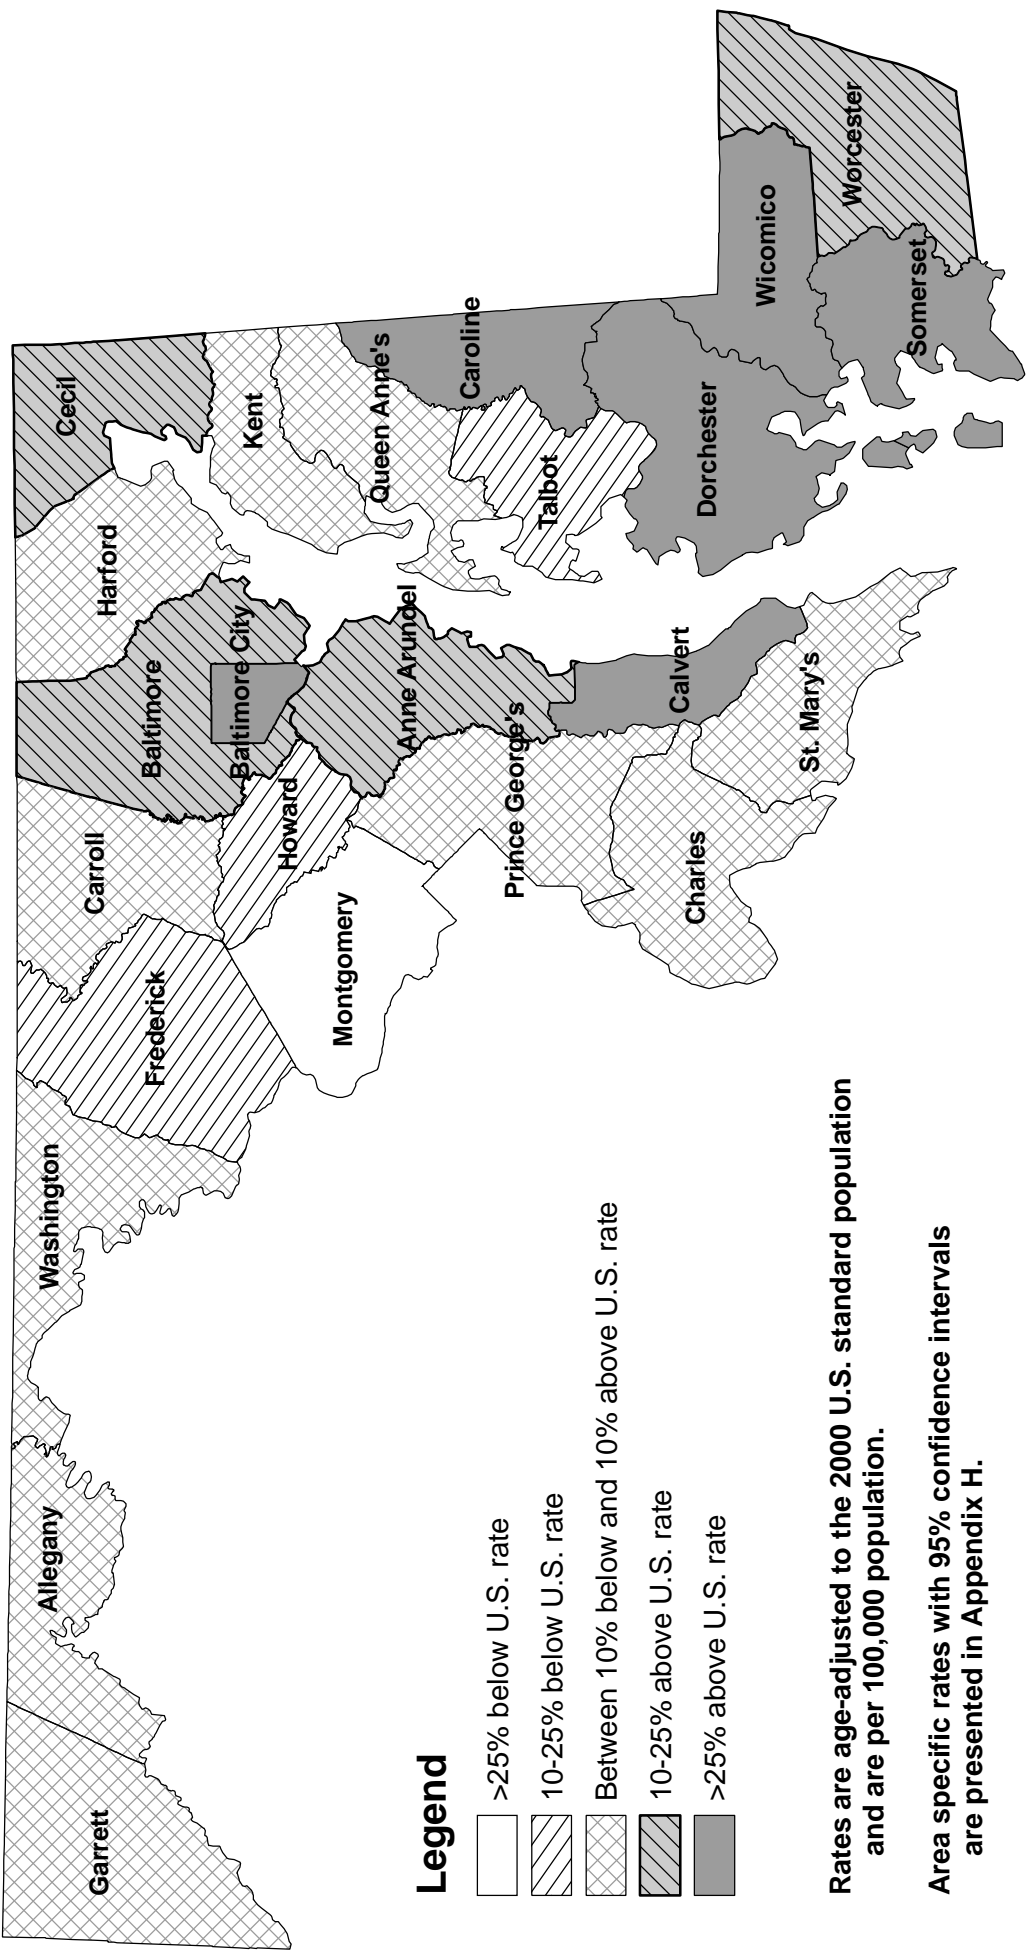 Garrett
Allegany
Washington
Frederick
Carroll
Baltimore
Harford
Cecil
Baltimore City
Howard
Kent
Montgomery
Anne Arundel
Queen Anne's
Prince George's
Caroline
Talbot
Charles
Calvert
Dorchester
Wicomico
St. Mary's
Worcester
Somerset
Legend
>25% below U.S. rate
10-25% below U.S. rate
Between 10% below and 10% above U.S. rate
10-25% above U.S. rate
>25% above U.S. rate
Rates are age-adjusted to the 2000 U.S. standard population
and are per 100,000 population.
Area specific rates with 95% confidence intervals
are presented in Appendix H.